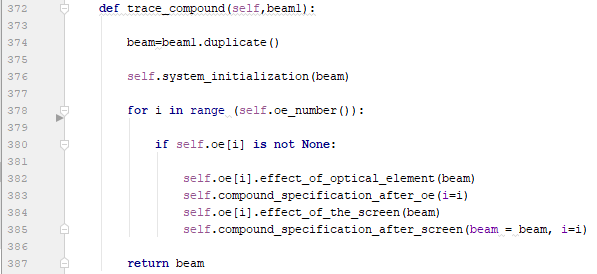 372 def trace_compound(self,beam1):
373
374 beam=beam1.duplicate()
375
376 self.system_initialization(beam)
377
378 for i in range (self.oe_number()):
379
380 if self.oe[i] is not None:
381
382 self.oe[i].effect_of_optical_element(beam)
383 self.compound_specification_after_oe(i=i)
384 self.oe[i].effect_of_the_screen(beam)
385 self.compound_specification_after_screen(beam = beam, i=i)
386
387 return beam